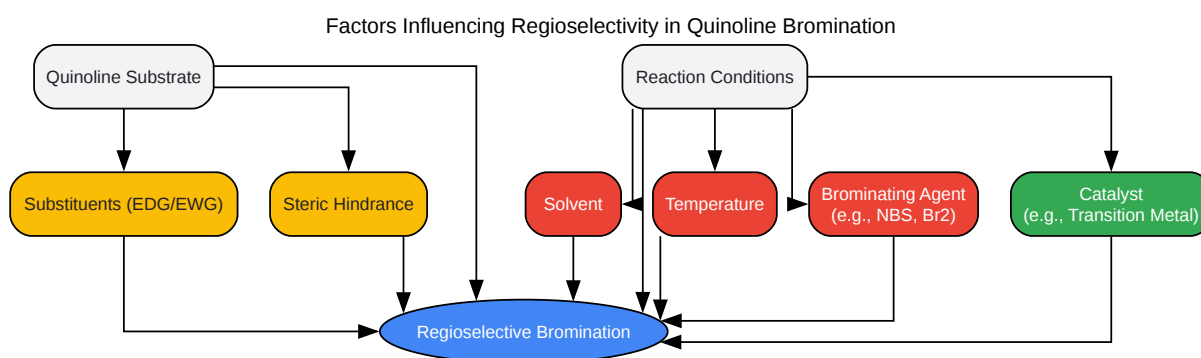 Factors Influencing Regioselectivity in Quinoline Bromination
Quinoline Substrate
Reaction Conditions
Substituents (EDG/EWG)
Steric Hindrance
Solvent
Temperature
Brominating Agent
(e.g., NBS, Br2)
Catalyst
(e.g., Transition Metal)
Regioselective Bromination